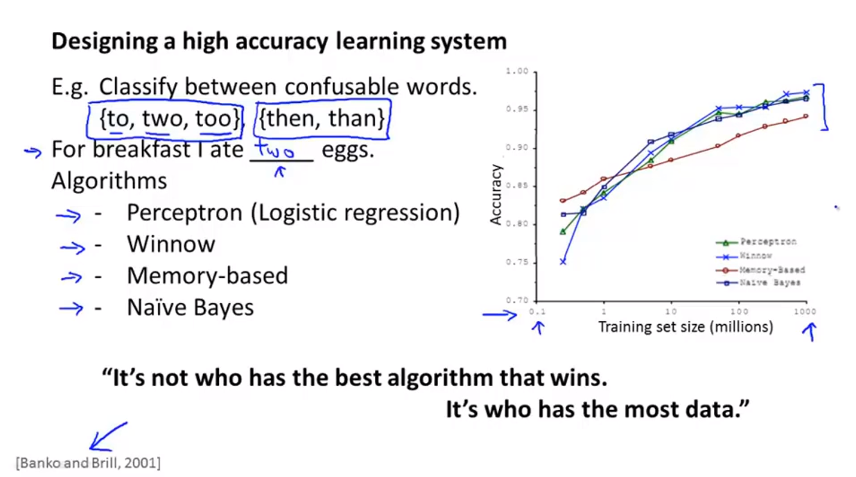 Designing a high accuracy learning system
E.g. Classify between confusable words.
{to, two, too}, {then, than}
For breakfast I ate two eggs.
Algorithms
- Perceptron (Logistic regression)
- Winnow
- Memory-based
- Naïve Bayes
1.00
0.95
0.90
0.85
0.80
0.75
0.70
Accuracy
Perceptron
Winnow
Memory-Based
Naive Bayes
0.1 1 10 100 1000
Training set size (millions)
“It’s not who has the best algorithm that wins.
It’s who has the most data.”
[Banko and Brill, 2001]